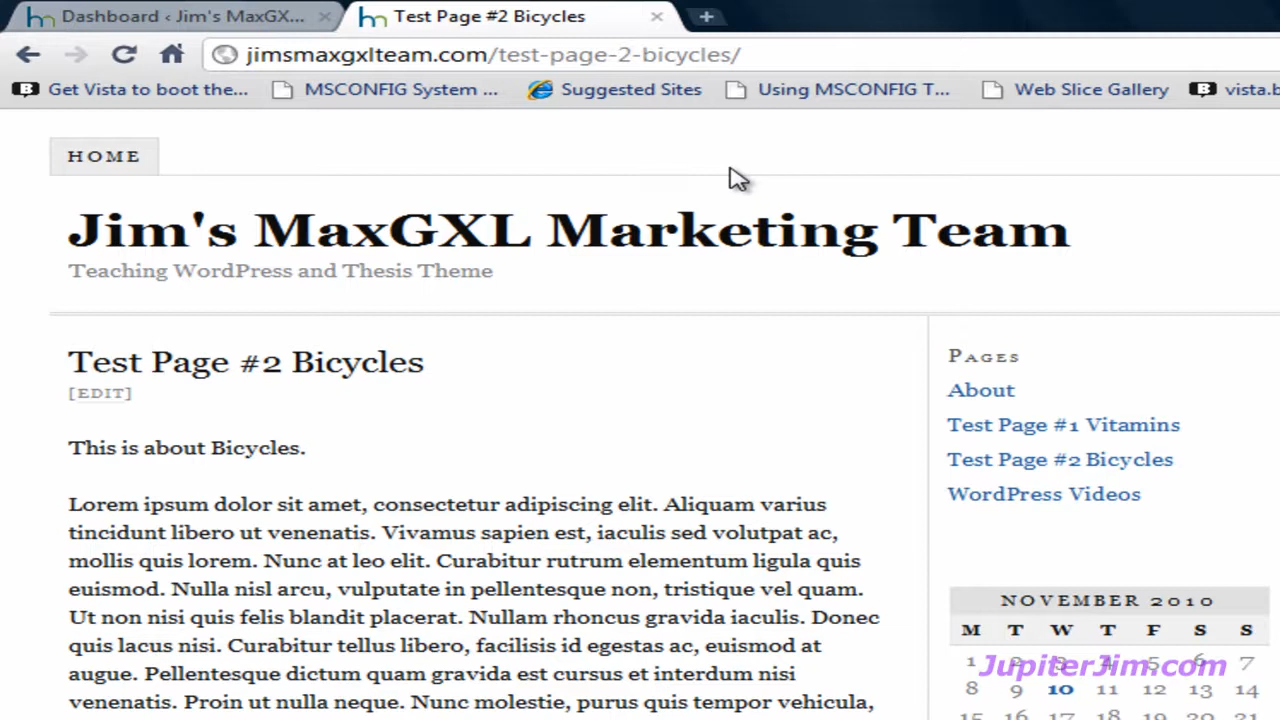 Dashboard ‹ Jim's MaxGX...
Test Page #2 Bicycles
jimsmaxgxlteam.com/test-page-2-bicycles/
Get Vista to boot the...
MSCONFIG System ...
Suggested Sites
Using MSCONFIG T...
Web Slice Gallery
vista.b
HOME
Jim's MaxGXL Marketing Team
Teaching WordPress and Thesis Theme
Test Page #2 Bicycles
[EDIT]
This is about Bicycles.
Lorem ipsum dolor sit amet, consectetur adipiscing elit. Aliquam varius
tincidunt libero ut venenatis. Vivamus sapien est, iaculis sed volutpat ac,
mollis quis lorem. Nunc at leo elit. Curabitur rutrum elementum ligula quis
euismod. Nulla nisl arcu, vulputate in pellentesque non, tristique vel quam.
Ut non nisi quis felis blandit placerat. Nullam rhoncus gravida iaculis. Donec
quis lacus nisi. Curabitur tellus libero, facilisis id egestas ac, euismod at
augue. Pellentesque dictum quam gravida est cursus et interdum nisi
venenatis. Proin ut nulla neque. Nunc molestie, purus quis tempor vehicula,
Pages
About
Test Page #1 Vitamins
Test Page #2 Bicycles
WordPress Videos
NOVEMBER 2010
M T W T F S S
1 2 3 4 5 6 7
JupiterJim.com
8 9 10 11 12 13 14
15 16 17 18 19 20 21